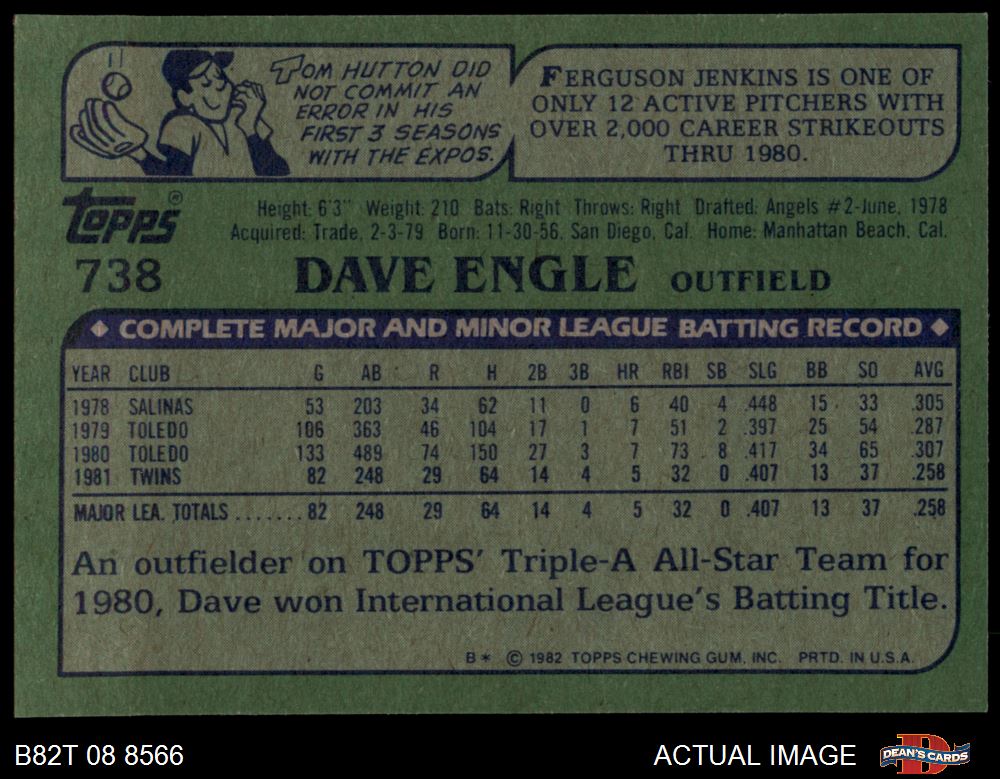 TOM HUTTON DID
NOT COMMIT AN
ERROR IN HIS
FIRST 3 SEASONS
WITH THE EXPOS.
FERGUSON JENKINS IS ONE OF
ONLY 12 ACTIVE PITCHERS WITH
OVER 2,000 CAREER STRIKEOUTS
THRU 1980.
TOPPS®
Height: 6'3" Weight: 210 Bats: Right Throws: Right Drafted: Angels #2-June, 1978
Acquired: Trade, 2-3-79 Born: 11-30-56, San Diego, Cal. Home: Manhattan Beach, Cal.
738 DAVE ENGLE OUTFIELD
◆ COMPLETE MAJOR AND MINOR LEAGUE BATTING RECORD ◆
YEAR CLUB G AB R H 2B 3B HR RBI SB SLG BB SO AVG
1978 SALINAS 53 203 34 62 11 0 6 40 4 .448 15 33 .305
1979 TOLEDO 106 363 46 104 17 1 7 51 2 .397 25 54 .287
1980 TOLEDO 133 489 74 150 27 3 7 73 8 .417 34 65 .307
1981 TWINS 82 248 29 64 14 4 5 32 0 .407 13 37 .258
MAJOR LEA. TOTALS .......82 248 29 64 14 4 5 32 0 .407 13 37 .258
An outfielder on TOPPS' Triple-A All-Star Team for
1980, Dave won International League's Batting Title.
B* © 1982 TOPPS CHEWING GUM, INC. PRTD. IN U.S.A.
B82T 08 8566 ACTUAL IMAGE D DEAN'S CARDS